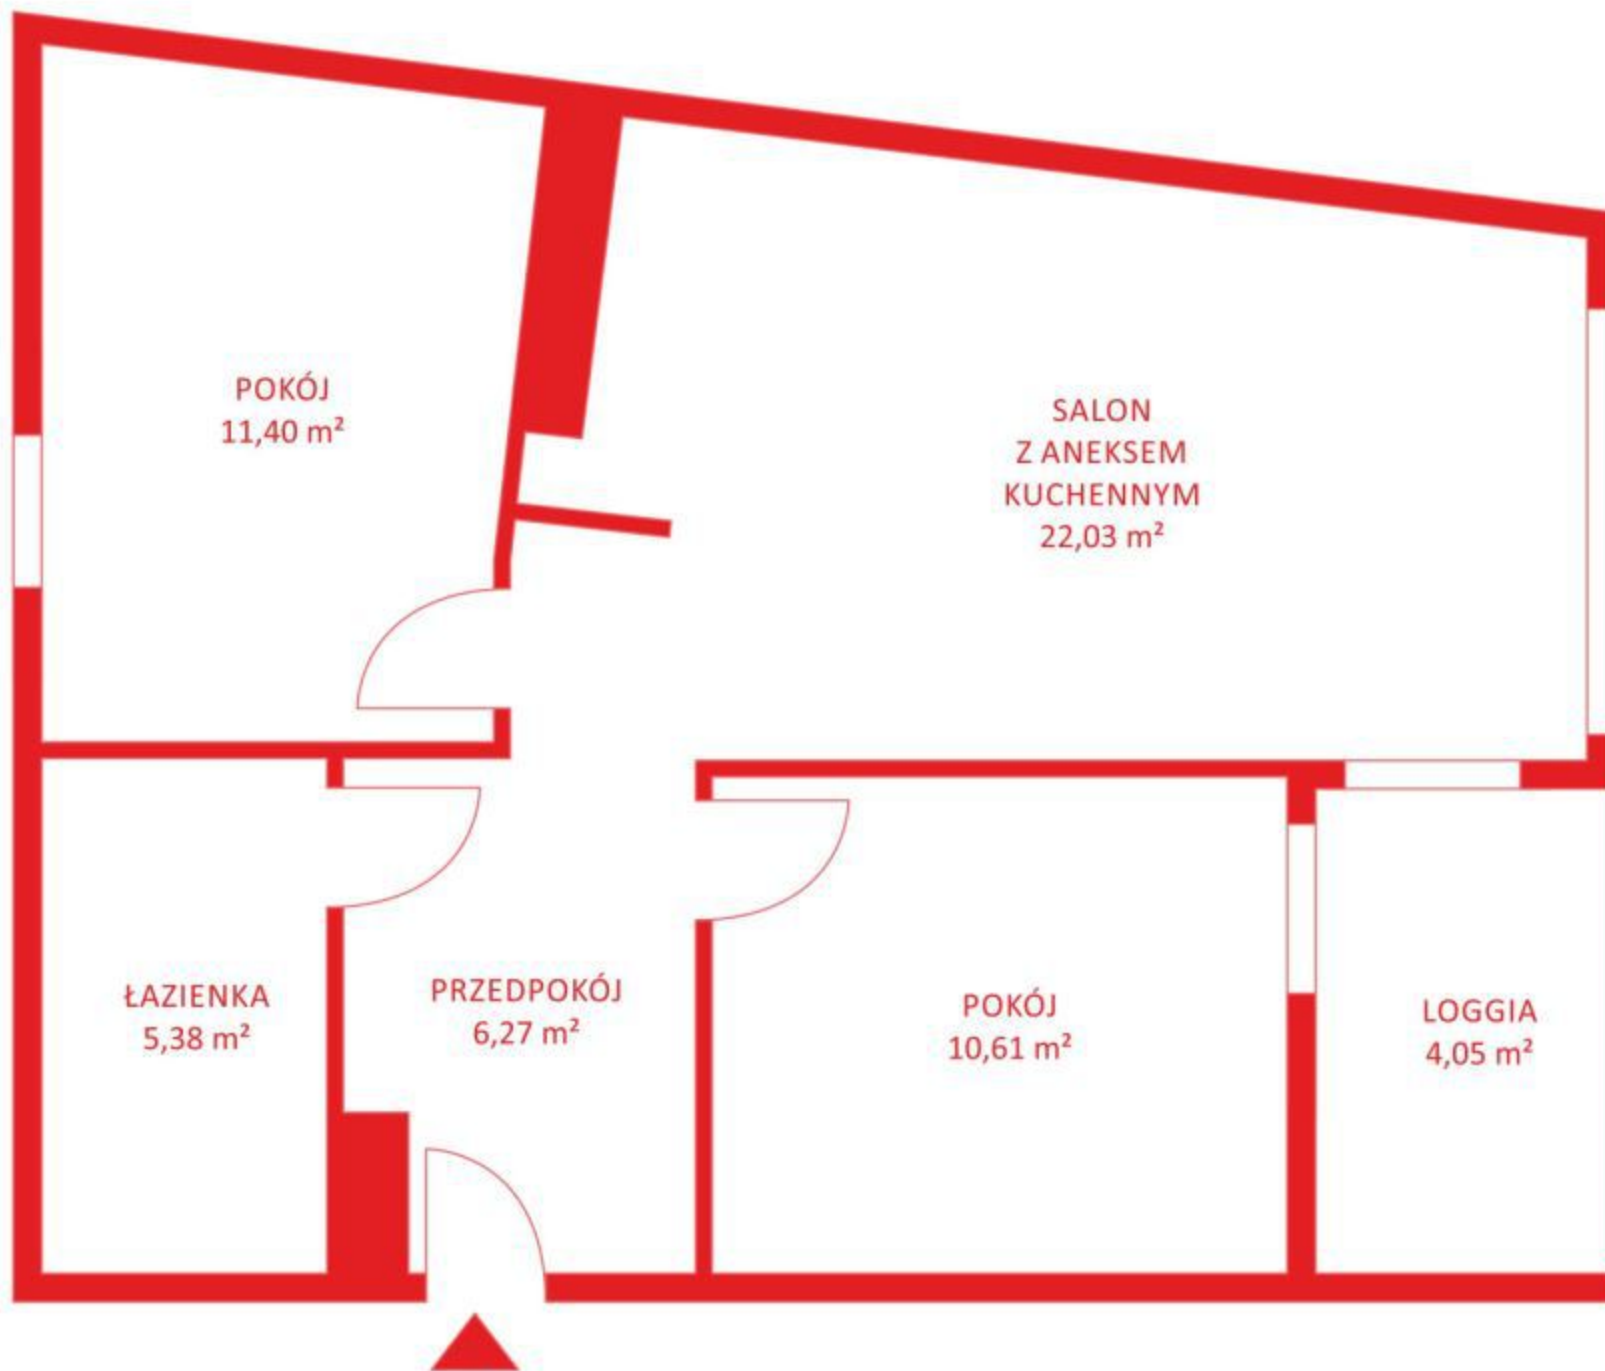 POKÓJ
11,40 m²
SALON
Z ANEKSEM
KUCHENNYM
22,03 m²
ŁAZIENKA
5,38 m²
PRZEDPOKÓJ
6,27 m²
POKÓJ
10,61 m²
LOGGIA
4,05 m²